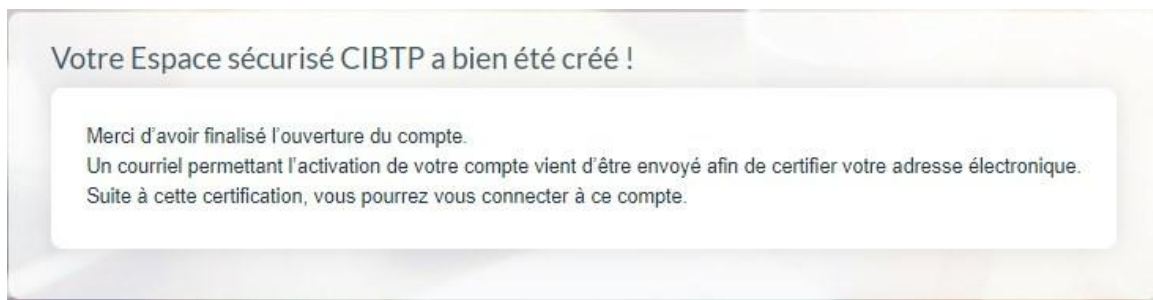 Votre Espace sécurisé CIBTP a bien été créé !
Merci d’avoir finalisé l’ouverture du compte.
Un courriel permettant l’activation de votre compte vient d’être envoyé afin de certifier votre adresse électronique.
Suite à cette certification, vous pourrez vous connecter à ce compte.